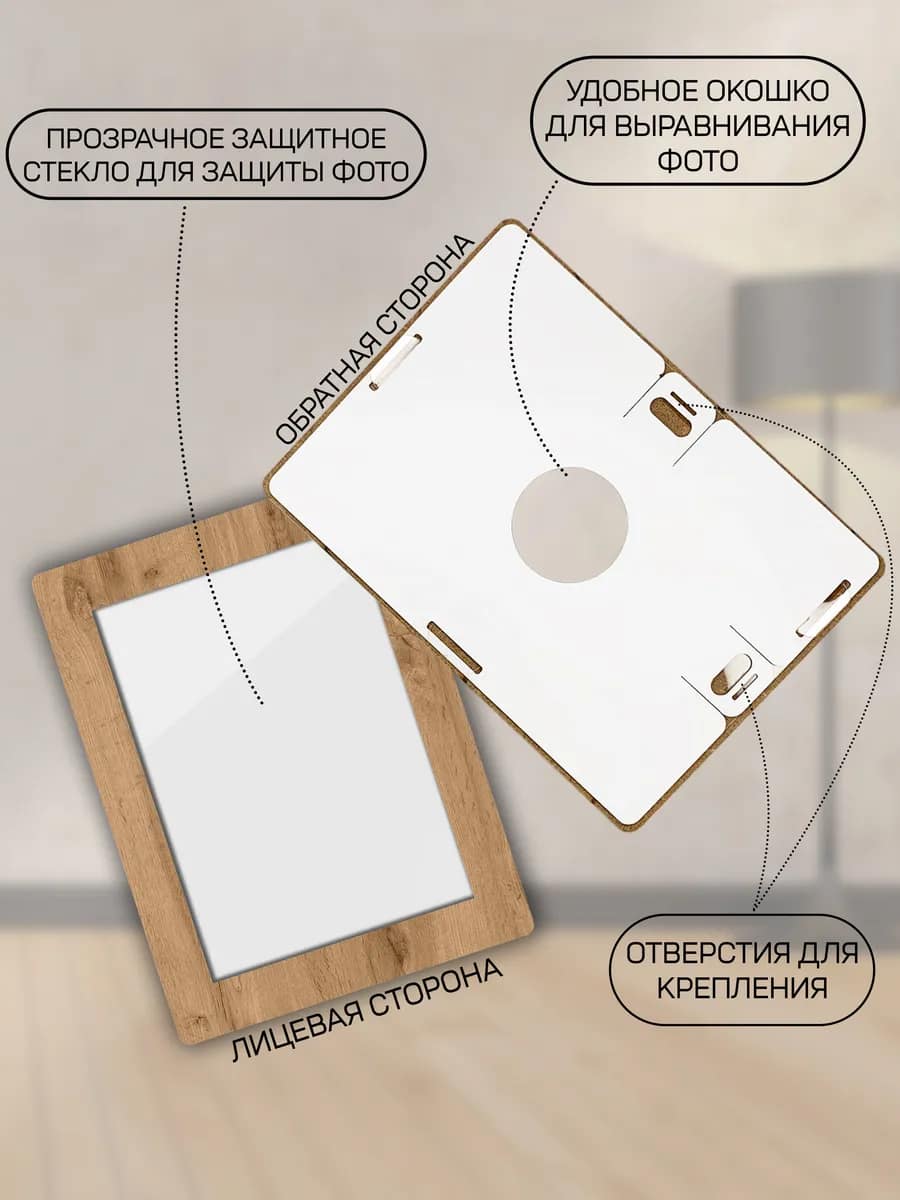 УДОБНОЕ ОКОШКО
ДЛЯ ВЫРАВНИВАНИЯ
ФОТО
ПРОЗРАЧНОЕ ЗАЩИТНОЕ
СТЕКЛО ДЛЯ ЗАЩИТЫ ФОТО
ОБРАТНАЯ СТОРОНА
ОТВЕРСТИЯ ДЛЯ
КРЕПЛЕНИЯ
ЛИЦЕВАЯ СТОРОНА